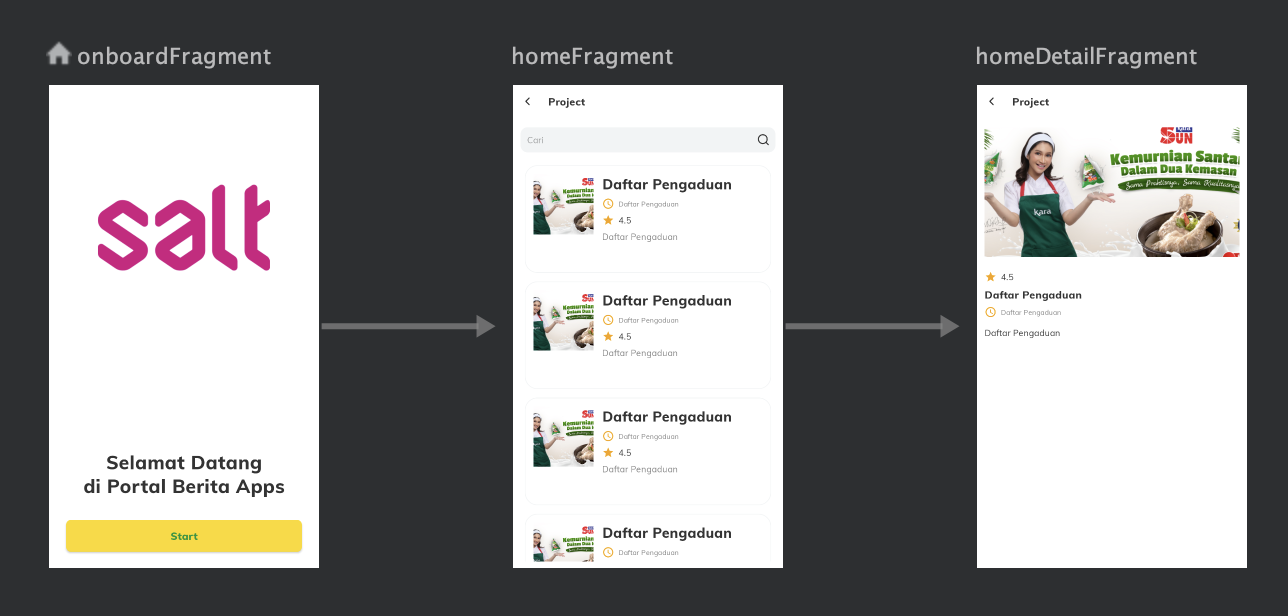 onboardFragment
salt
Selamat Datang
di Portal Berita Apps
Start
homeFragment
Project
Cari
Daftar Pengaduan
Daftar Pengaduan
4.5
Daftar Pengaduan
Daftar Pengaduan
Daftar Pengaduan
4.5
Daftar Pengaduan
Daftar Pengaduan
Daftar Pengaduan
4.5
Daftar Pengaduan
Daftar Pengaduan
Daftar Pengaduan
homeDetailFragment
Project
SUN
Kemurnian Santa
Dalam Dua Kemasan
Sama Praktisnya, Sama Kualitasnya
kara
4.5
Daftar Pengaduan
Daftar Pengaduan
Daftar Pengaduan